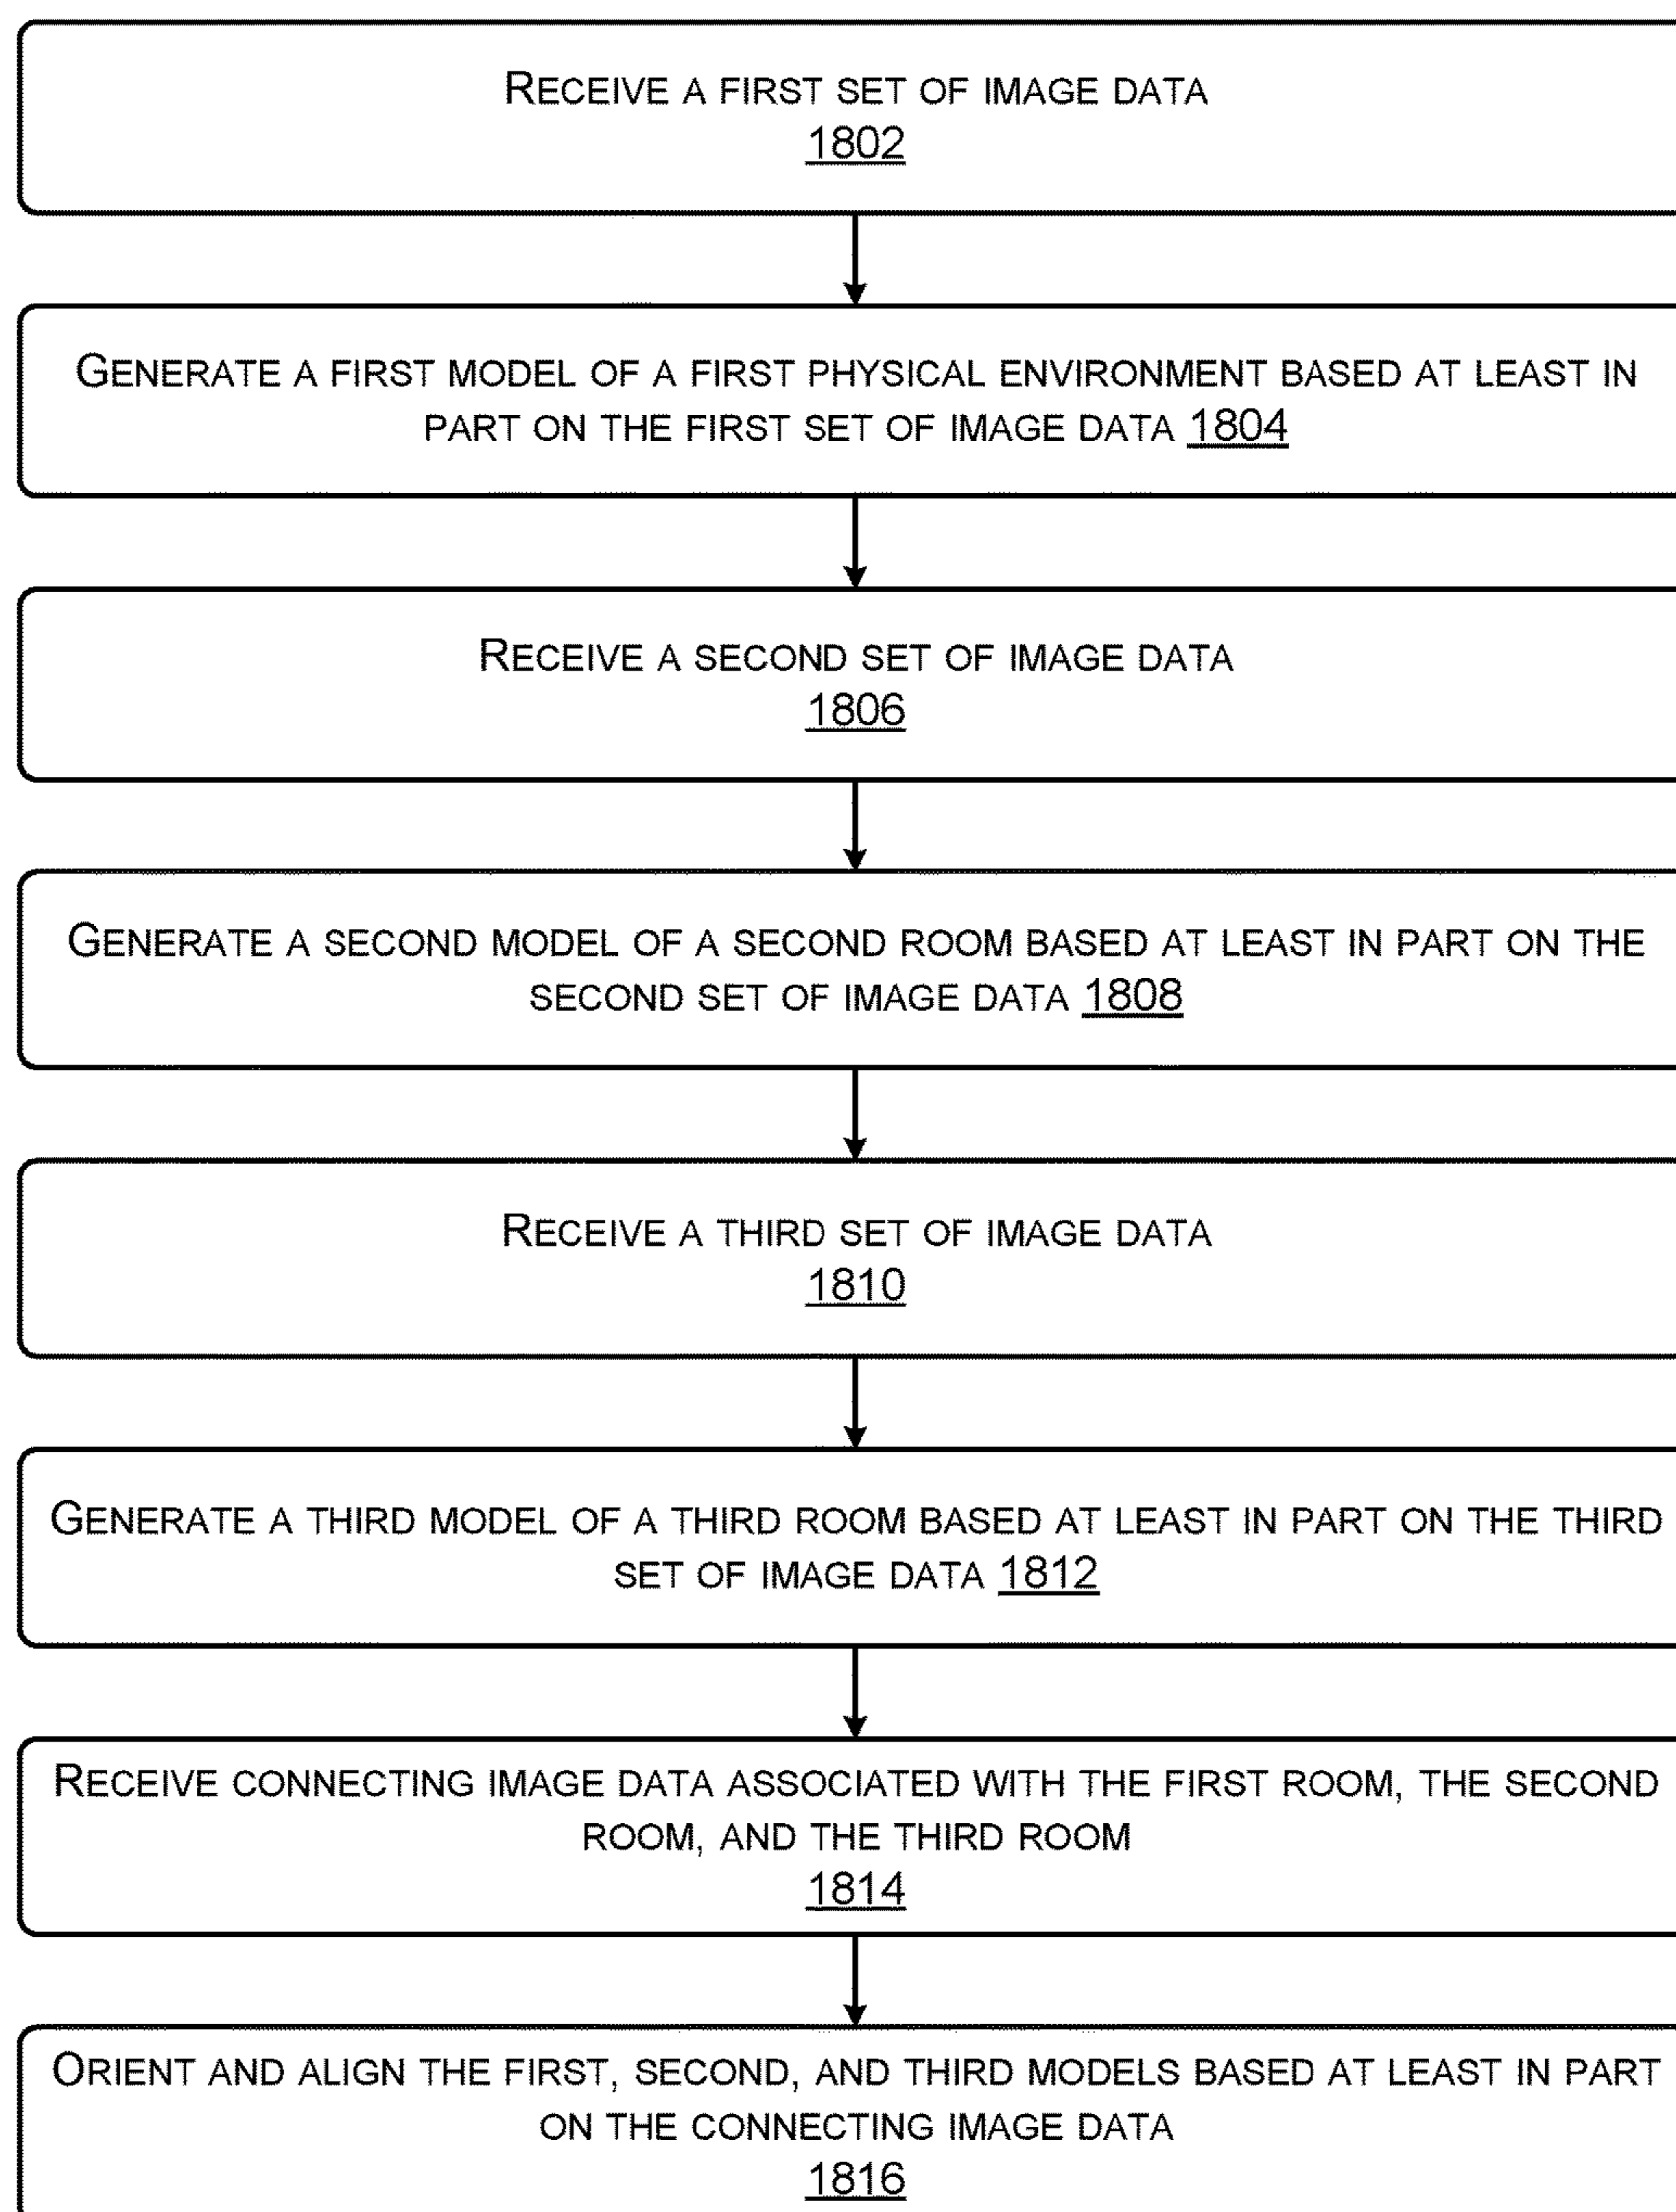 RECEIVE A FIRST SET OF IMAGE DATA
1802
GENERATE A FIRST MODEL OF A FIRST PHYSICAL ENVIRONMENT BASED AT LEAST IN
PART ON THE FIRST SET OF IMAGE DATA 1804
RECEIVE A SECOND SET OF IMAGE DATA
1806
GENERATE A SECOND MODEL OF A SECOND ROOM BASED AT LEAST IN PART ON THE
SECOND SET OF IMAGE DATA 1808
RECEIVE A THIRD SET OF IMAGE DATA
1810
GENERATE A THIRD MODEL OF A THIRD ROOM BASED AT LEAST IN PART ON THE THIRD
SET OF IMAGE DATA 1812
RECEIVE CONNECTING IMAGE DATA ASSOCIATED WITH THE FIRST ROOM, THE SECOND
ROOM, AND THE THIRD ROOM
1814
ORIENT AND ALIGN THE FIRST, SECOND, AND THIRD MODELS BASED AT LEAST IN PART
ON THE CONNECTING IMAGE DATA
1816